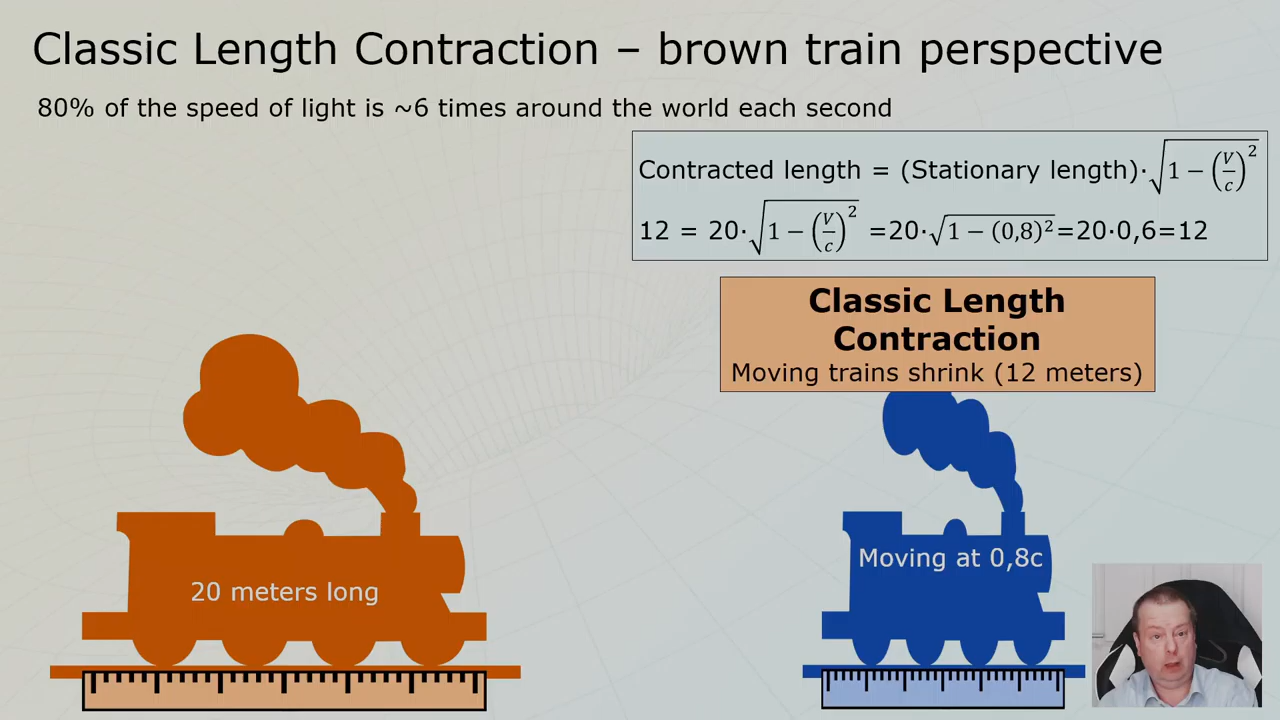 Classic Length Contraction – brown train perspective
80% of the speed of light is ~6 times around the world each second
Contracted length = (Stationary length)·√(1 − (V/c)²)
12 = 20·√(1 − (V/c)²) =20·√(1 − (0,8)²)=20·0,6=12
Classic Length
Contraction
Moving trains shrink (12 meters)
Moving at 0,8c
20 meters long